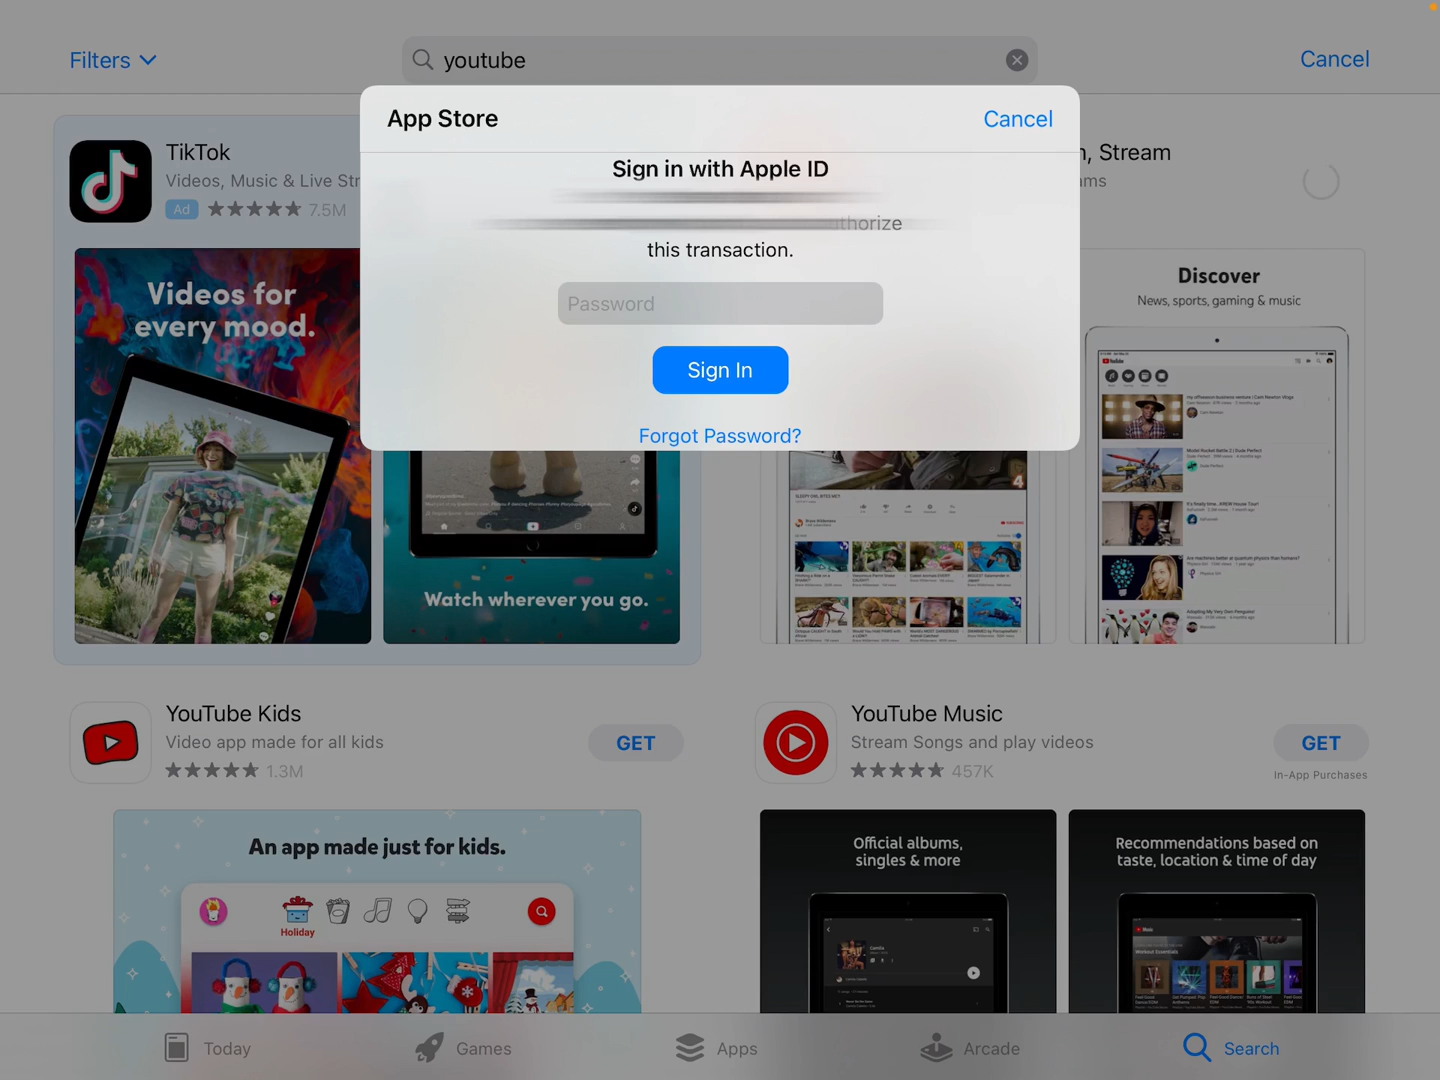 Filters
youtube
Cancel
App Store
Cancel
Sign in with Apple ID
thorize
this transaction.
Password
Sign In
Forgot Password?
TikTok
Videos, Music & Live Str
Ad
7.5M
n, Stream
ms
Videos for
every mood.
Watch wherever you go.
4
Discover
News, sports, gaming & music
YouTube Kids
Video app made for all kids
1.3M
GET
YouTube Music
Stream Songs and play videos
457K
GET
In-App Purchases
An app made just for kids.
Holiday
Official albums,
singles & more
Recommendations based on
taste, location & time of day
Today
Games
Apps
Arcade
Search